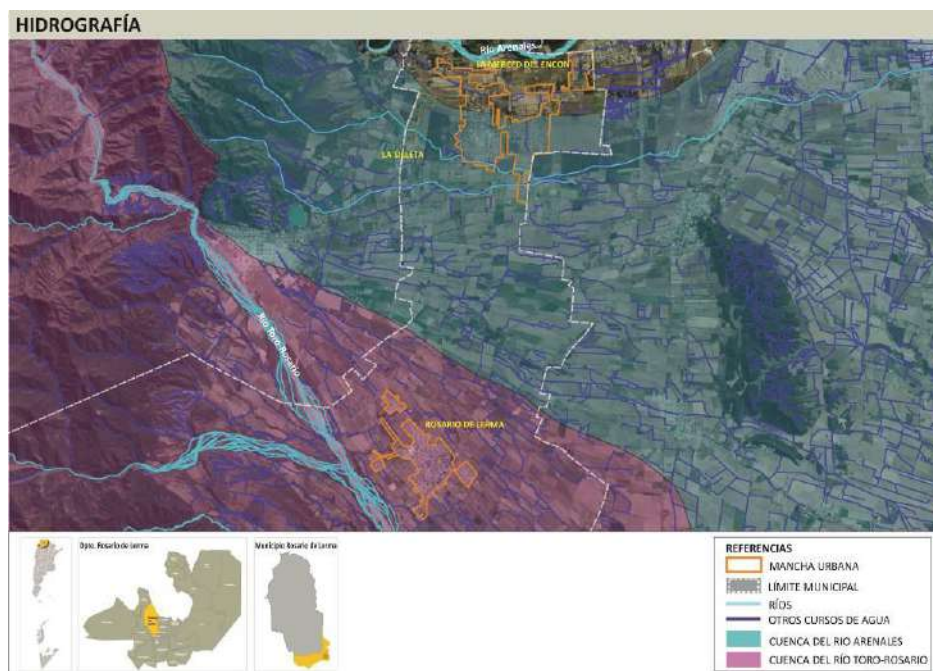 HIDROGRAFÍA
Río Arenales
LA MERCED DEL ENCON
LA SILLETA
Río Toro-Rosario
ROSARIO DE LERMA
Dpto. Rosario de Lerma
Municipio Rosario de Lerma
REFERENCIAS
MANCHA URBANA
LÍMITE MUNICIPAL
RÍOS
OTROS CURSOS DE AGUA
CUENCA DEL RIO ARENALES
CUENCA DEL RÍO TORO-ROSARIO